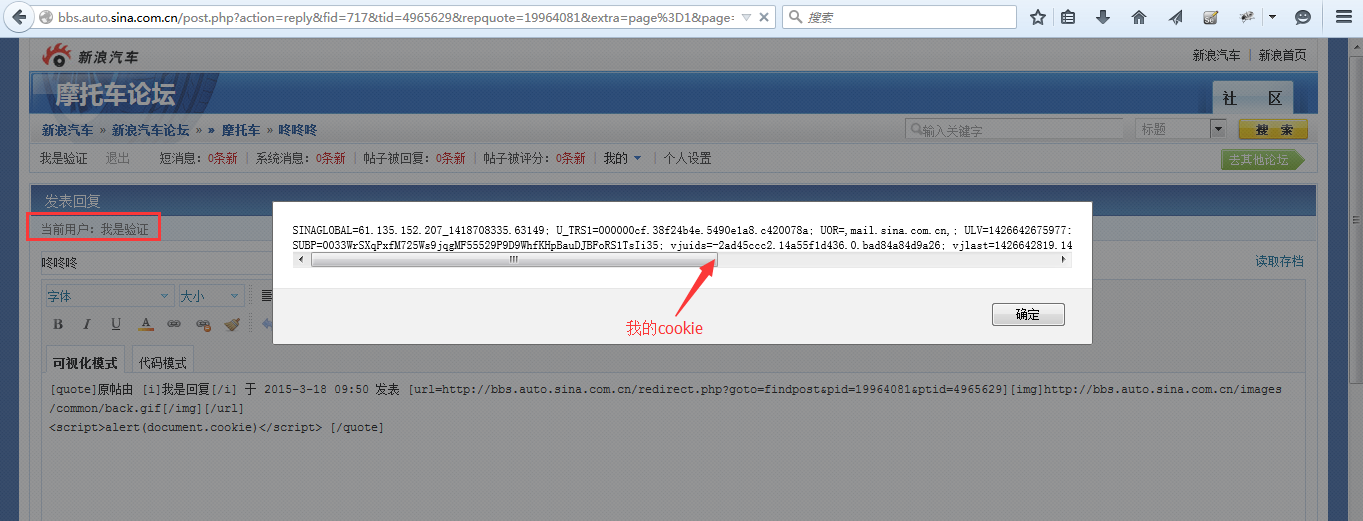 bbs.auto.sina.com.cn/post.php?action=reply&fid=717&tid=4965629&repquote=19964081&extra=page%3D1&page=
搜索
新浪汽车
新浪汽车 | 新浪首页
摩托车论坛
社 区
新浪汽车 » 新浪汽车论坛 » » 摩托车 » 咚咚咚
输入关键字
标题
搜 索
我是验证 退出 短消息：0条新 | 系统消息：0条新 | 帖子被回复：0条新 | 帖子被评分：0条新 | 我的 | 个人设置
去其他论坛
发表回复
当前用户：我是验证
SINAGLOBAL=61.135.152.207_1418708335.63149; U_TRS1=000000cf.38f24b4e.5490e1a8.c420078a; UOR=,mail.sina.com.cn,; ULV=1426642675977:
SUBP=0033WrSXqPxfM725Ws9jqgMF55529P9D9WhfKHpBauDJBFoRS1TsIi35; vjuids=-2ad45ccc2.14a55f1d436.0.bad84a84d9a26; vjlast=1426642819.14
我的cookie
确定
咚咚咚
读取存档
字体
大小
B I U A
可视化模式 代码模式
[quote]原帖由 [i]我是回复[/i] 于 2015-3-18 09:50 发表 [url=http://bbs.auto.sina.com.cn/redirect.php?goto=findpost&pid=19964081&ptid=4965629][img]http://bbs.auto.sina.com.cn/images
/common/back.gif[/img][/url]
<script>alert(document.cookie)</script> [/quote]